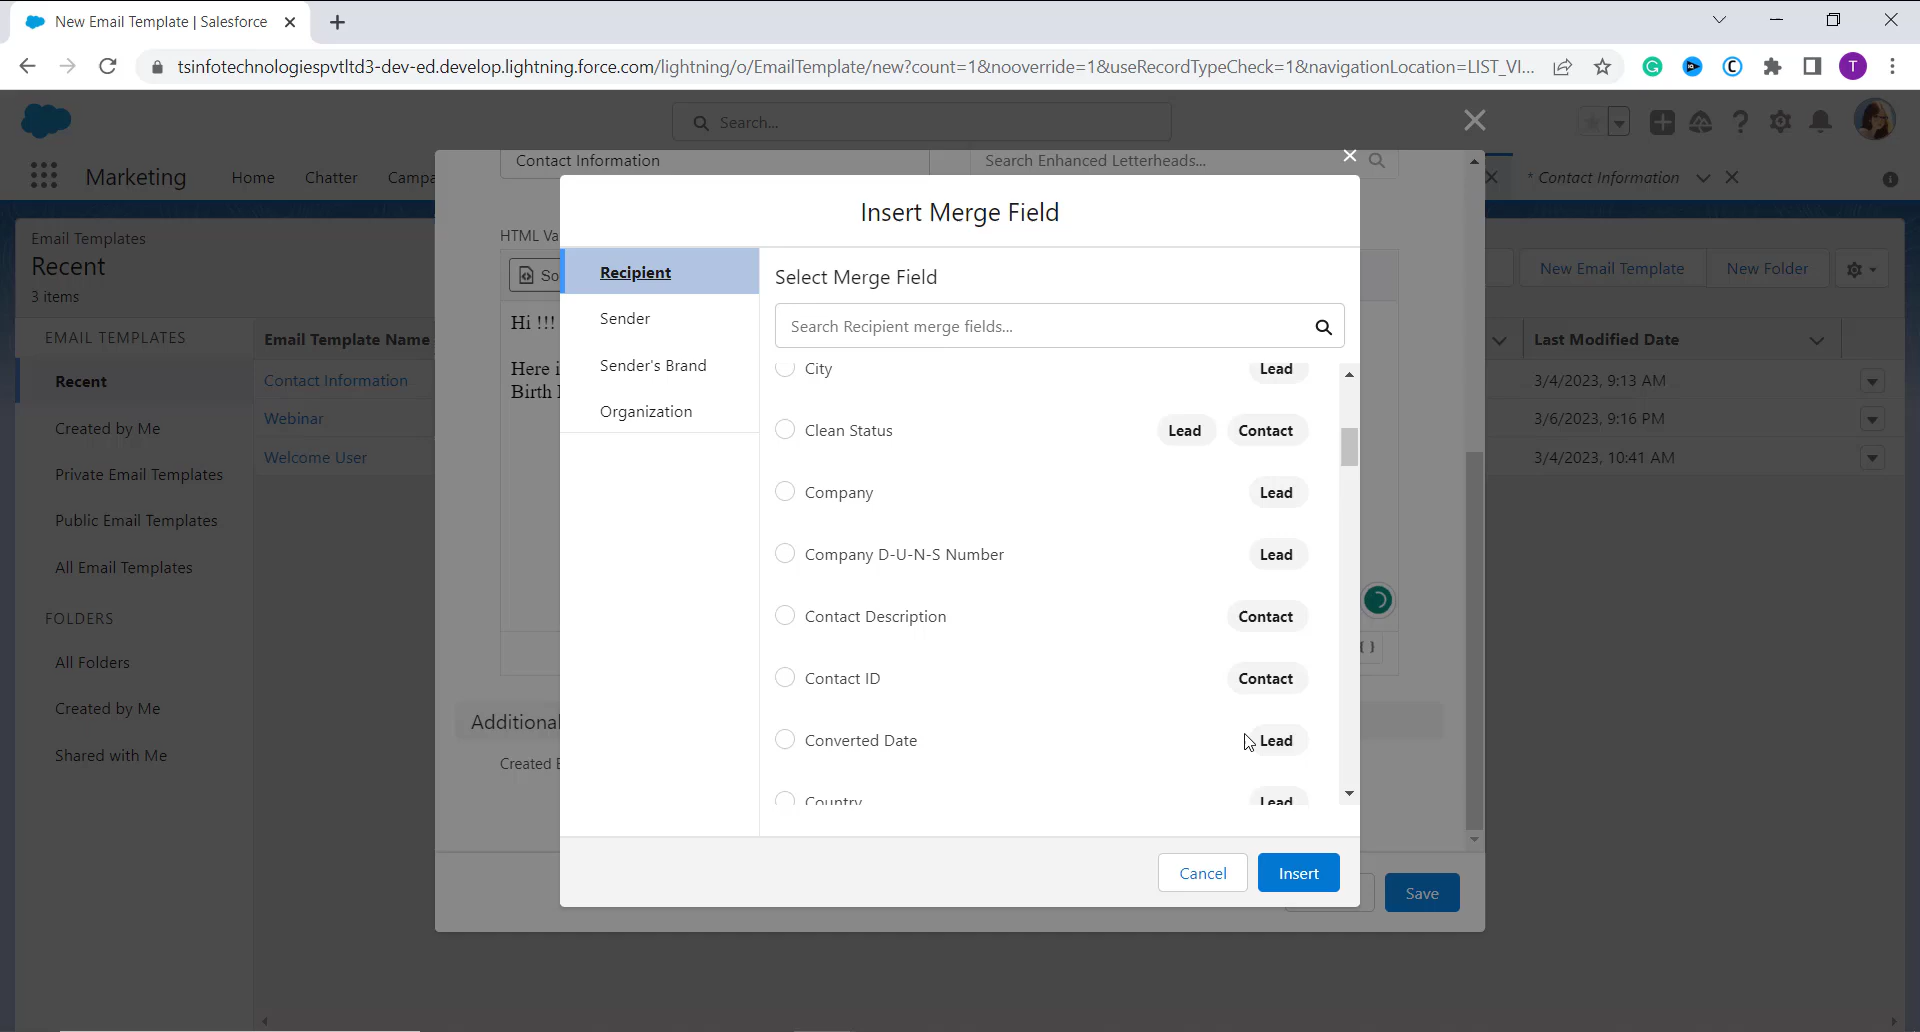 New Email Template | Salesforce
tsinfotechnologiespvtltd3-dev-ed.develop.lightning.force.com/lightning/o/EmailTemplate/new?count=1&nooverride=1&useRecordTypeCheck=1&navigationLocation=LIST_VI...
T
Search...
Marketing
Home
Chatter
Campa
* Contact Information
Contact Information
Search Enhanced Letterheads...
Email Templates
Recent
3 items
New Email Template
New Folder
EMAIL TEMPLATES
Recent
Created by Me
Private Email Templates
Public Email Templates
All Email Templates
FOLDERS
All Folders
Created by Me
Shared with Me
Email Template Name
Contact Information
Webinar
Welcome User
Last Modified Date
3/4/2023, 9:13 AM
3/6/2023, 9:16 PM
3/4/2023, 10:41 AM
HTML Va
So
Hi !!!
Here i
Birth
Additional
Created
Insert Merge Field
Recipient
Sender
Sender's Brand
Organization
Select Merge Field
Search Recipient merge fields...
City Lead
Clean Status Lead Contact
Company Lead
Company D-U-N-S Number Lead
Contact Description Contact
Contact ID Contact
Converted Date Lead
Country Lead
Cancel
Insert
Save